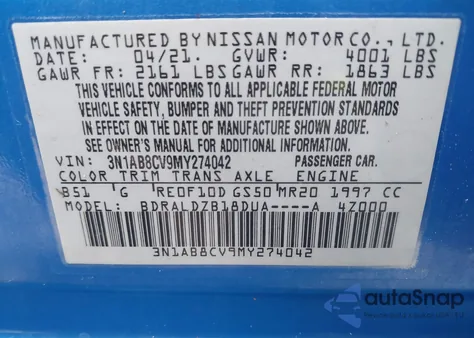 MANUFACTURED BY NISSAN MOTOR CO., LTD.
DATE: 04/21. GVWR: 4001 LBS
GAWR FR: 2161 LBS GAWR RR: 1863 LBS
THIS VEHICLE CONFORMS TO ALL APPLICABLE FEDERAL MOTOR
VEHICLE SAFETY, BUMPER AND THEFT PREVENTION STANDARDS
IN EFFECT ON THE DATE OF MANUFACTURE SHOWN ABOVE.
SEE OWNER'S MANUAL FOR ADDITIONAL INFORMATION.
VIN: 3N1AB8CV9MY274042 PASSENGER CAR.
COLOR TRIM TRANS AXLE ENGINE
B51 G RE0F10D GS50 MR20 1997 CC
MODEL: BDRALDZB18DUA----A 4Z000
3N1AB8CV9MY274042
autoSnap